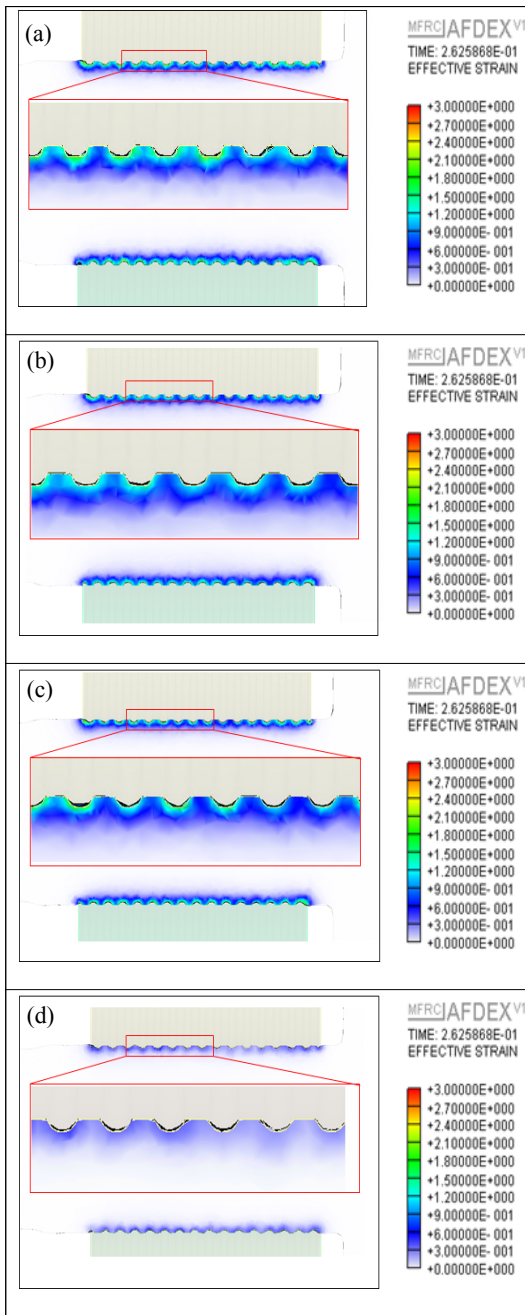 (a)
MFRC|AFDEX V1
TIME: 2.625868E-01
EFFECTIVE STRAIN
+3.00000E+000
+2.70000E+000
+2.40000E+000
+2.10000E+000
+1.80000E+000
+1.50000E+000
+1.20000E+000
+9.00000E- 001
+6.00000E- 001
+3.00000E- 001
+0.00000E+000
(b)
MFRC|AFDEX V1
TIME: 2.625868E-01
EFFECTIVE STRAIN
+3.00000E+000
+2.70000E+000
+2.40000E+000
+2.10000E+000
+1.80000E+000
+1.50000E+000
+1.20000E+000
+9.00000E- 001
+6.00000E- 001
+3.00000E- 001
+0.00000E+000
(c)
MFRC|AFDEX V1
TIME: 2.625868E-01
EFFECTIVE STRAIN
+3.00000E+000
+2.70000E+000
+2.40000E+000
+2.10000E+000
+1.80000E+000
+1.50000E+000
+1.20000E+000
+9.00000E- 001
+6.00000E- 001
+3.00000E- 001
+0.00000E+000
(d)
MFRC|AFDEX V1
TIME: 2.625868E-01
EFFECTIVE STRAIN
+3.00000E+000
+2.70000E+000
+2.40000E+000
+2.10000E+000
+1.80000E+000
+1.50000E+000
+1.20000E+000
+9.00000E- 001
+6.00000E- 001
+3.00000E- 001
+0.00000E+000